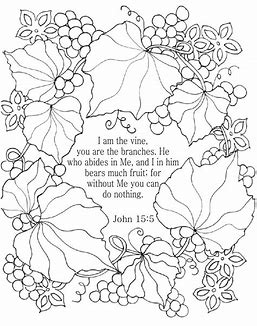 I am the vine,
you are the branches. He
who abides in Me, and I in him
bears much fruit; for
without Me you can
do nothing.
John 15:5